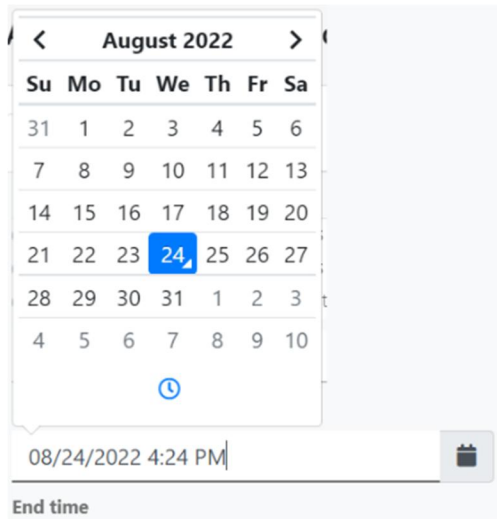 August 2022
Su Mo Tu We Th Fr Sa
31 1 2 3 4 5 6
7 8 9 10 11 12 13
14 15 16 17 18 19 20
21 22 23 24 25 26 27
28 29 30 31 1 2 3
4 5 6 7 8 9 10
08/24/2022 4:24 PM
End time